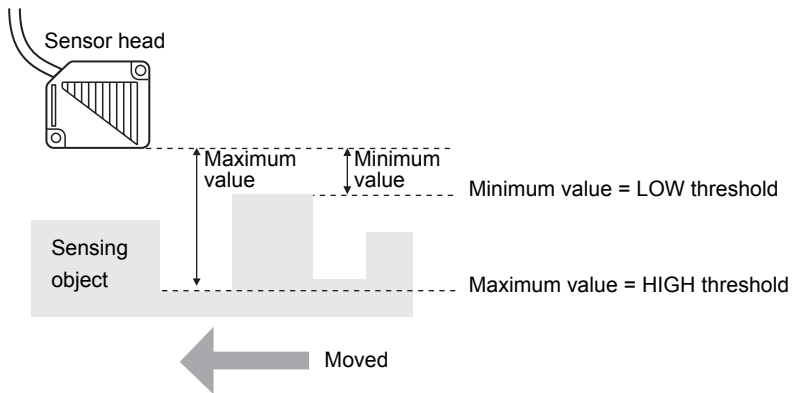 Sensor head
Maximum
value
Minimum
value
Minimum value = LOW threshold
Sensing
object
Maximum value = HIGH threshold
Moved